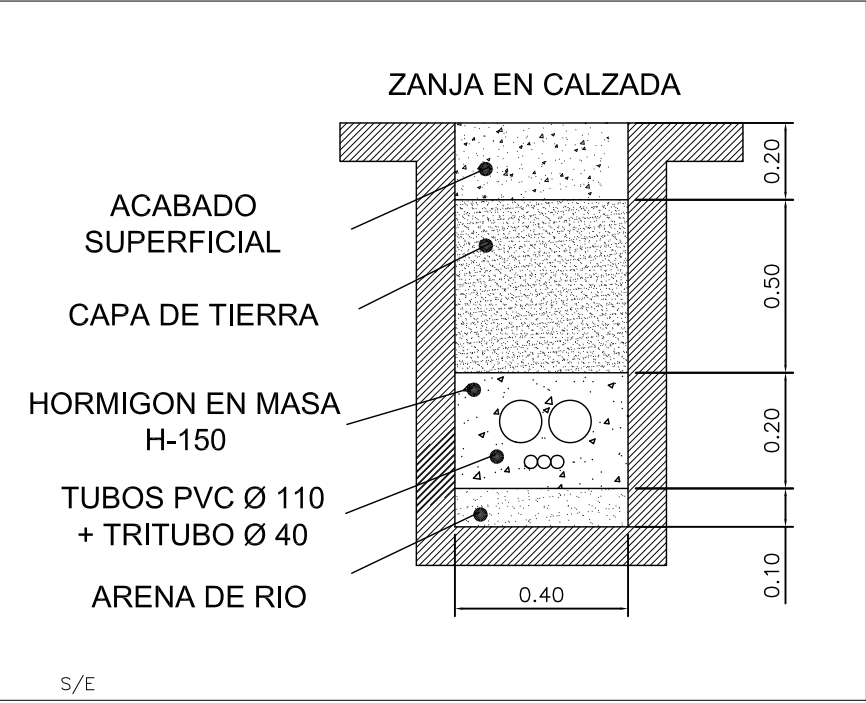 ZANJA EN CALZADA
0.20
ACABADO
SUPERFICIAL
0.50
CAPA DE TIERRA
HORMIGON EN MASA
H-150
0.20
TUBOS PVC Ø 110
+ TRITUBO Ø 40
ARENA DE RIO
0.10
0.40
S/E